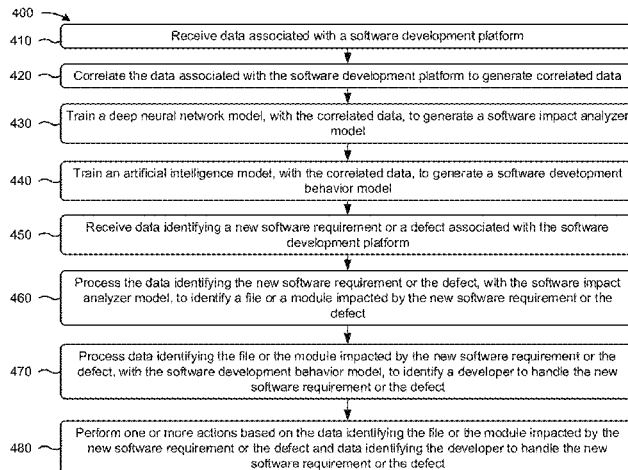 400
410
Receive data associated with a software development platform
420
Correlate the data associated with the software development platform to generate correlated data
430
Train a deep neural network model, with the correlated data, to generate a software impact analyzer
model
440
Train an artificial intelligence model, with the correlated data, to generate a software development
behavior model
450
Receive data identifying a new software requirement or a defect associated with the software
development platform
460
Process the data identifying the new software requirement or the defect, with the software impact
analyzer model, to identify a file or a module impacted by the new software requirement or the
defect
470
Process data identifying the file or the module impacted by the new software requirement or the
defect, with the software development behavior model, to identify a developer to handle the new
software requirement or the defect
480
Perform one or more actions based on the data identifying the file or the module impacted by the
new software requirement or the defect and data identifying the developer to handle the new
software requirement or the defect